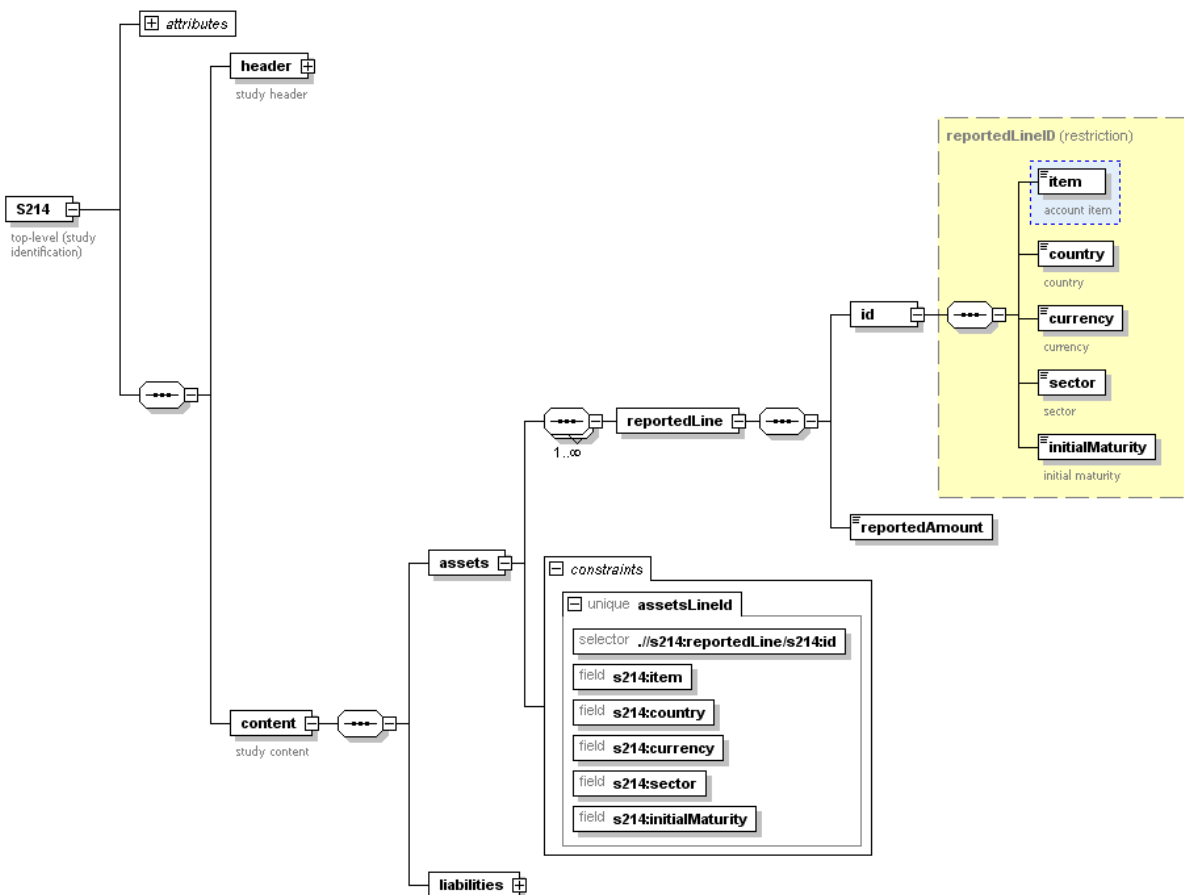 attributes
header
study header
reportedLineID (restriction)
item
account item
S214
top-level (study
identification)
country
country
id
currency
currency
sector
sector
reportedLine
1..∞
initialMaturity
initial maturity
reportedAmount
assets
constraints
unique assetsLineId
selector .//s214:reportedLine/s214:id
field s214:item
field s214:country
content
study content
field s214:currency
field s214:sector
field s214:initialMaturity
liabilities